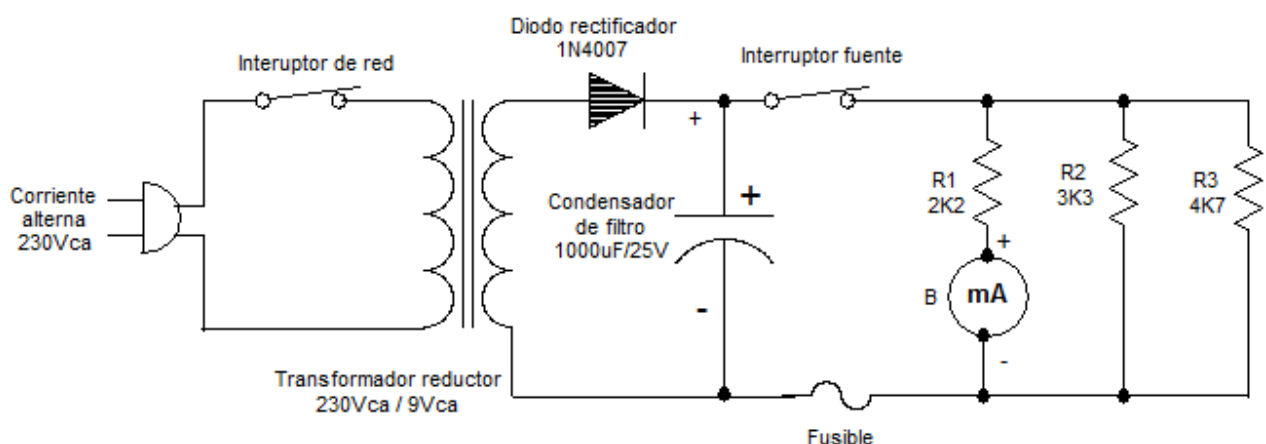 Diodo rectificador
1N4007
Interuptor de red
Interruptor fuente
+
Corriente
alterna
230Vca
Condensador
de filtro
1000uF/25V
+
-
R1
2K2
R2
3K3
R3
4K7
+
B
mA
-
Transformador reductor
230Vca / 9Vca
Fusible